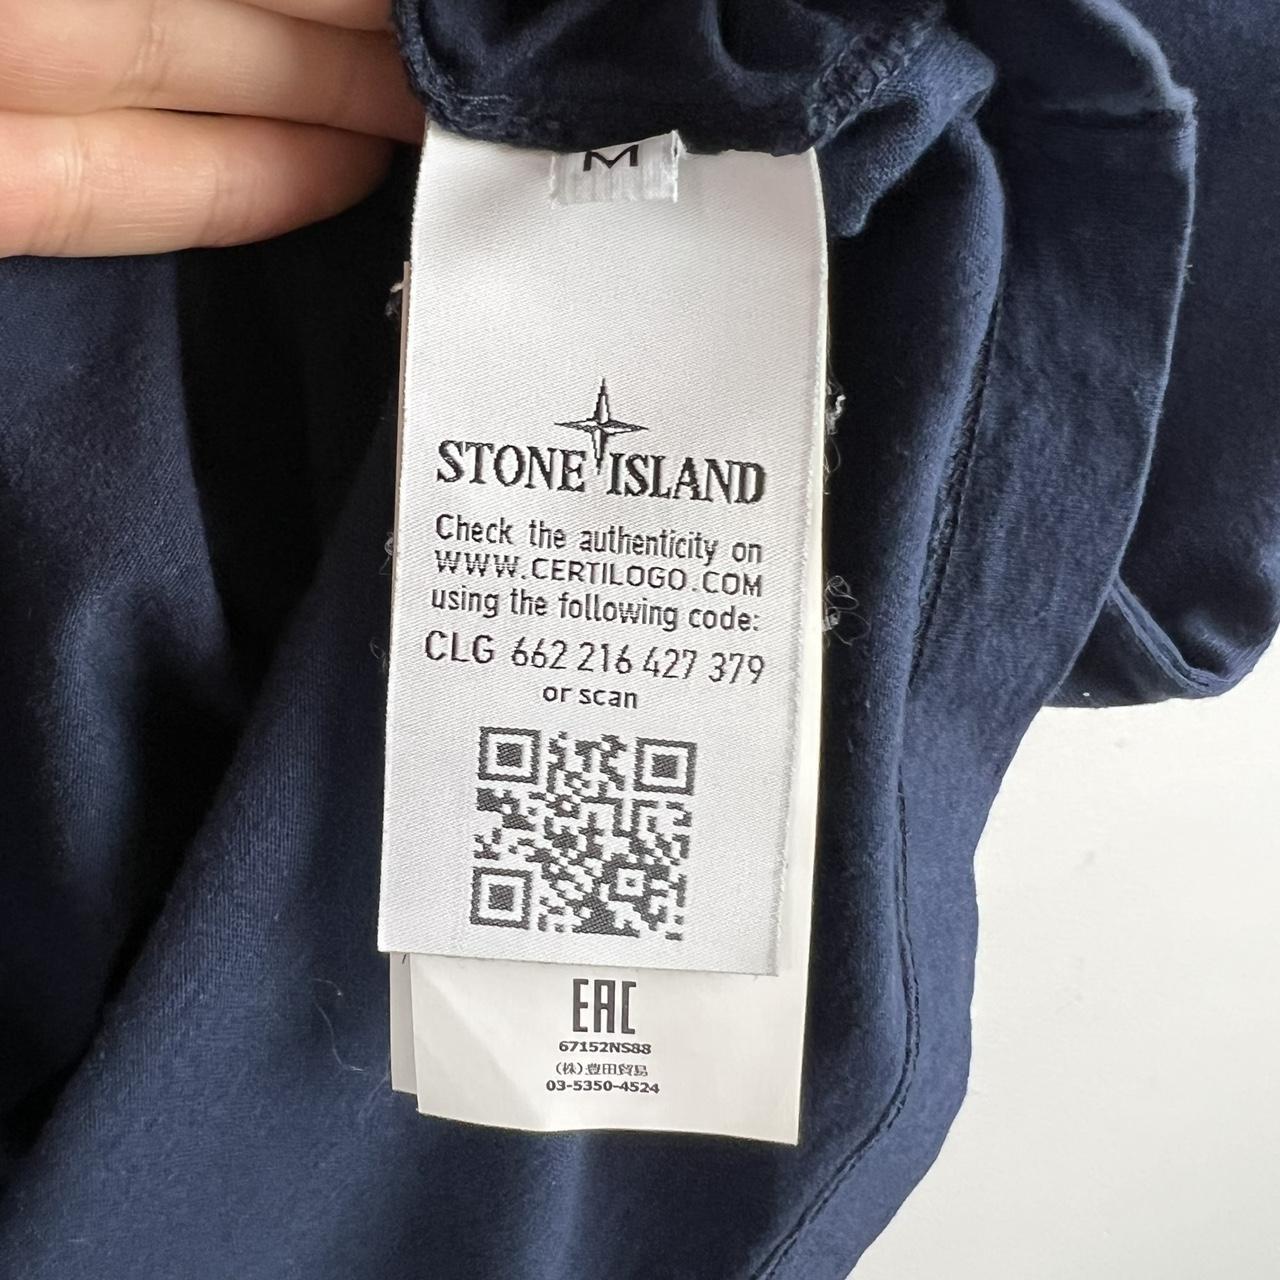 M
STONE ISLAND
Check the authenticity on
WWW.CERTILOGO.COM
using the following code:
CLG 662 216 427 379
or scan
EAC
67152NS88
(株)豊田貿易
03-5350-4524